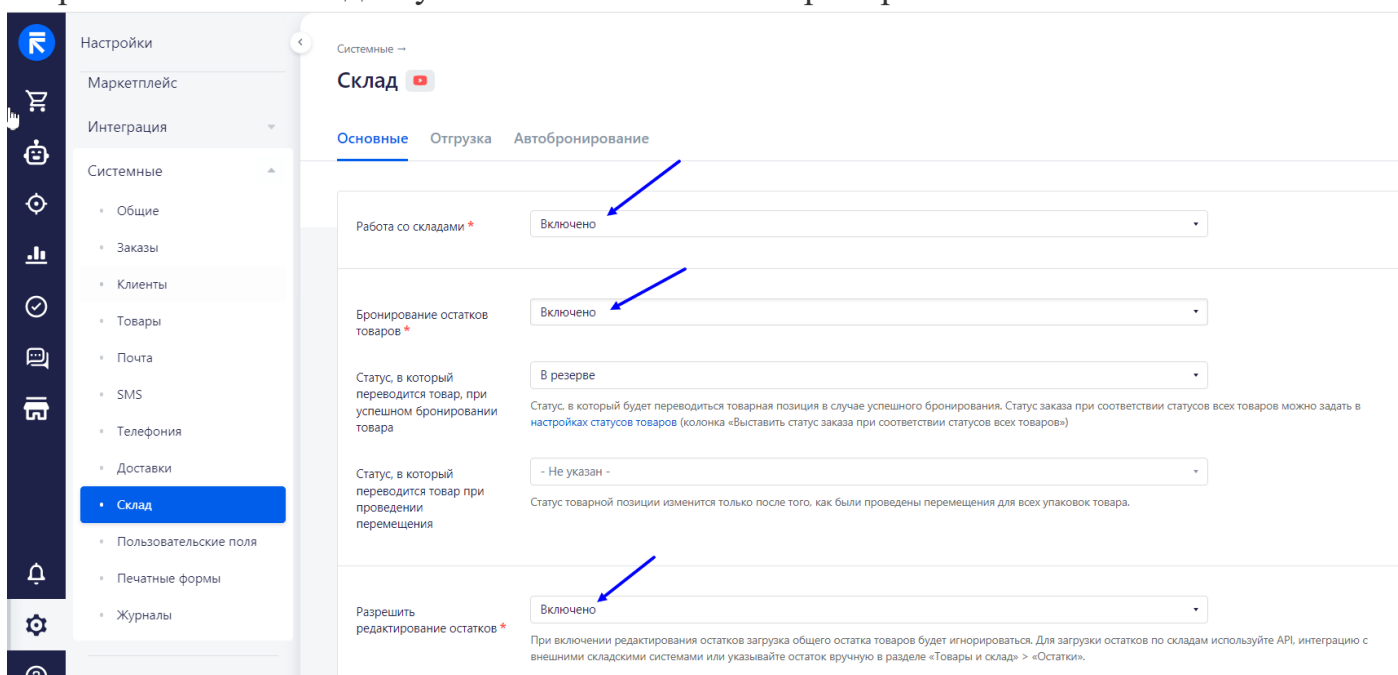 Настройки
Маркетплейс
Интеграция
Системные
Общие
Заказы
Клиенты
Товары
Почта
SMS
Телефония
Доставки
Склад
Пользовательские поля
Печатные формы
Журналы
Системные →
Склад
Основные Отгрузка Автобронирование
Работа со складами * Включено
Бронирование остатков
товаров *
Включено
Статус, в который
переводится товар, при
успешном бронировании
товара
В резерве
Статус, в который будет переводиться товарная позиция в случае успешного бронирования. Статус заказа при соответствии статусов всех товаров можно задать в
настройках статусов товаров (колонка «Выставить статус заказа при соответствии статусов всех товаров»)
Статус, в который
переводится товар при
проведении
перемещения
- Не указан -
Статус товарной позиции изменится только после того, как были проведены перемещения для всех упаковок товара.
Разрешить
редактирование остатков *
Включено
При включении редактирования остатков загрузка общего остатка товаров будет игнорироваться. Для загрузки остатков по складам используйте API, интеграцию с
внешними складскими системами или указывайте остаток вручную в разделе «Товары и склад» > «Остатки».